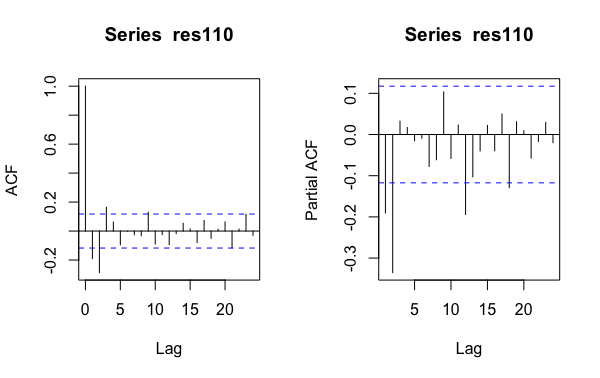 Series res110
ACF
1.0
0.6
0.2
-0.2
0 5 10 15 20
Lag
Series res110
Partial ACF
0.1
0.0
-0.1
-0.2
-0.3
5 10 15 20
Lag